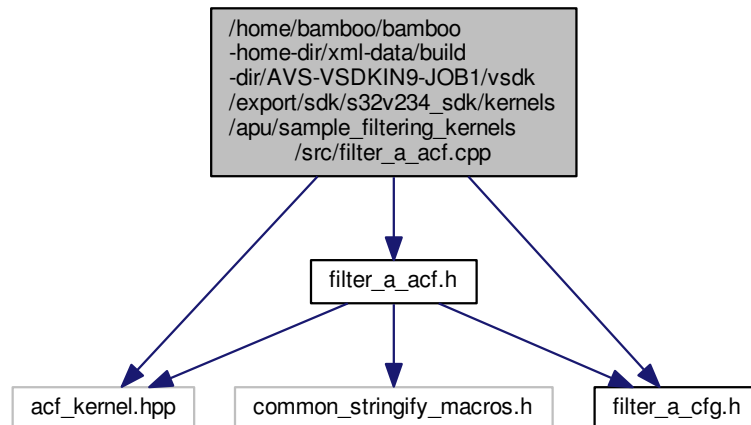 /home/bamboo/bamboo
-home-dir/xml-data/build
-dir/AVS-VSDKIN9-JOB1/vsdk
/export/sdk/s32v234_sdk/kernels
/apu/sample_filtering_kernels
/src/filter_a_acf.cpp
filter_a_acf.h
acf_kernel.hpp
common_stringify_macros.h
filter_a_cfg.h